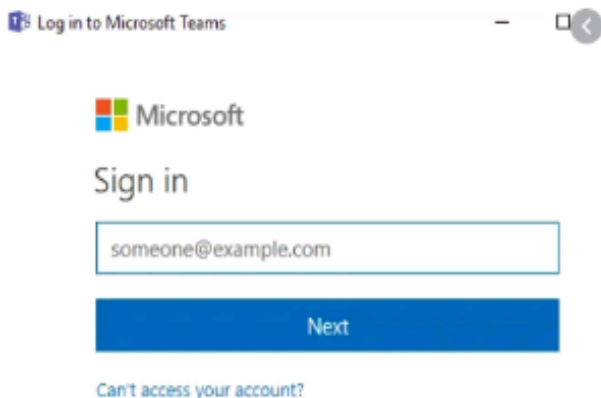 Log in to Microsoft Teams
Microsoft
Sign in
someone@example.com
Next
Can't access your account?